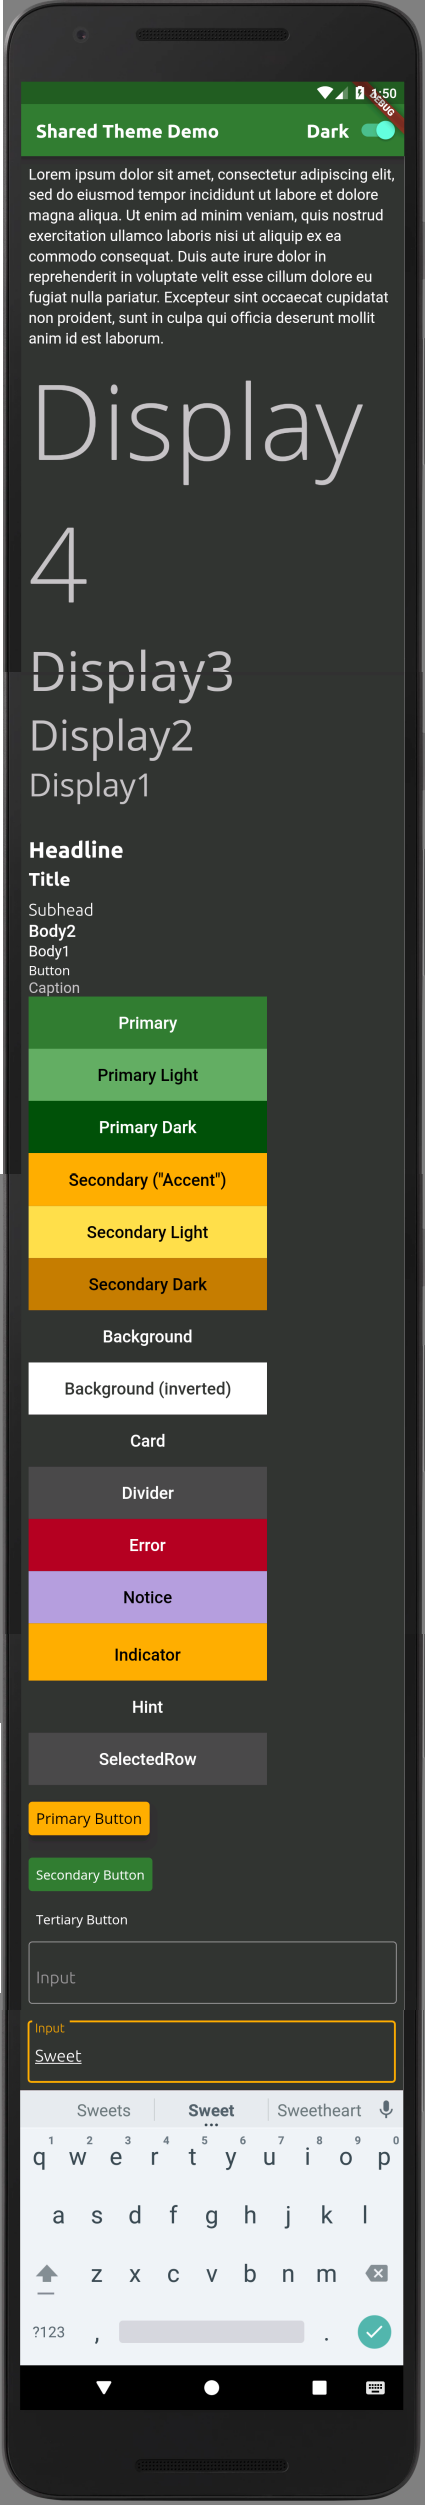 1:50
DEBUG
Shared Theme Demo
Dark
Lorem ipsum dolor sit amet, consectetur adipiscing elit,
sed do eiusmod tempor incididunt ut labore et dolore
magna aliqua. Ut enim ad minim veniam, quis nostrud
exercitation ullamco laboris nisi ut aliquip ex ea
commodo consequat. Duis aute irure dolor in
reprehenderit in voluptate velit esse cillum dolore eu
fugiat nulla pariatur. Excepteur sint occaecat cupidatat
non proident, sunt in culpa qui officia deserunt mollit
anim id est laborum.
Display
4
Display3
Display2
Display1
Headline
Title
Subhead
Body2
Body1
Button
Caption
Primary
Primary Light
Primary Dark
Secondary ("Accent")
Secondary Light
Secondary Dark
Background
Background (inverted)
Card
Divider
Error
Notice
Indicator
Hint
SelectedRow
Primary Button
Secondary Button
Tertiary Button
Input
Input
Sweet
Sweets Sweet Sweetheart
1 2 3 4 5 6 7 8 9 0
q w e r t y u i o p
a s d f g h j k l
z x c v b n m
?123 , .